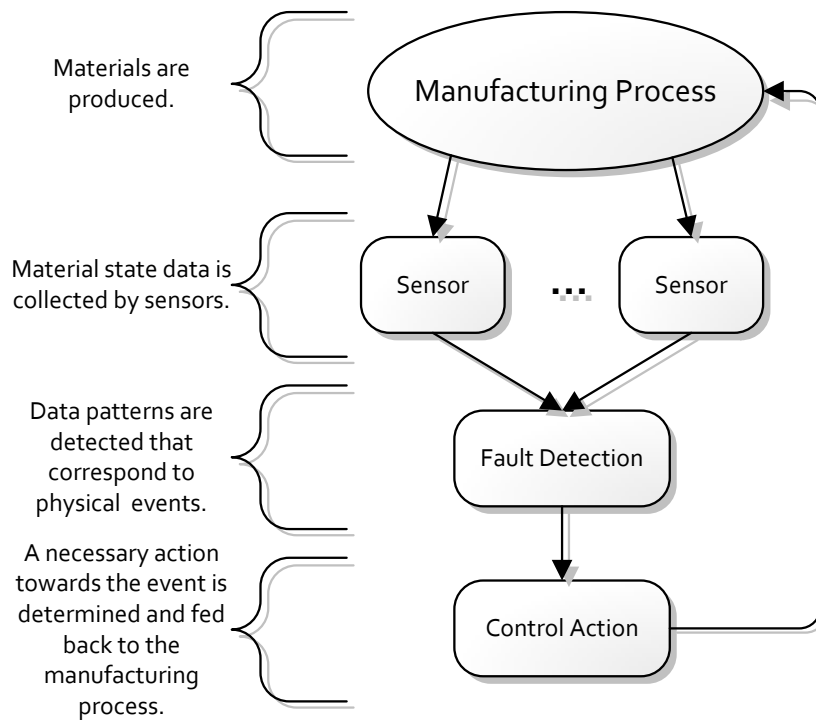 Materials are
produced.
Manufacturing Process
Material state data is
collected by sensors.
Sensor
...
Sensor
Data patterns are
detected that
correspond to
physical events.
Fault Detection
A necessary action
towards the event is
determined and fed
back to the
manufacturing
process.
Control Action